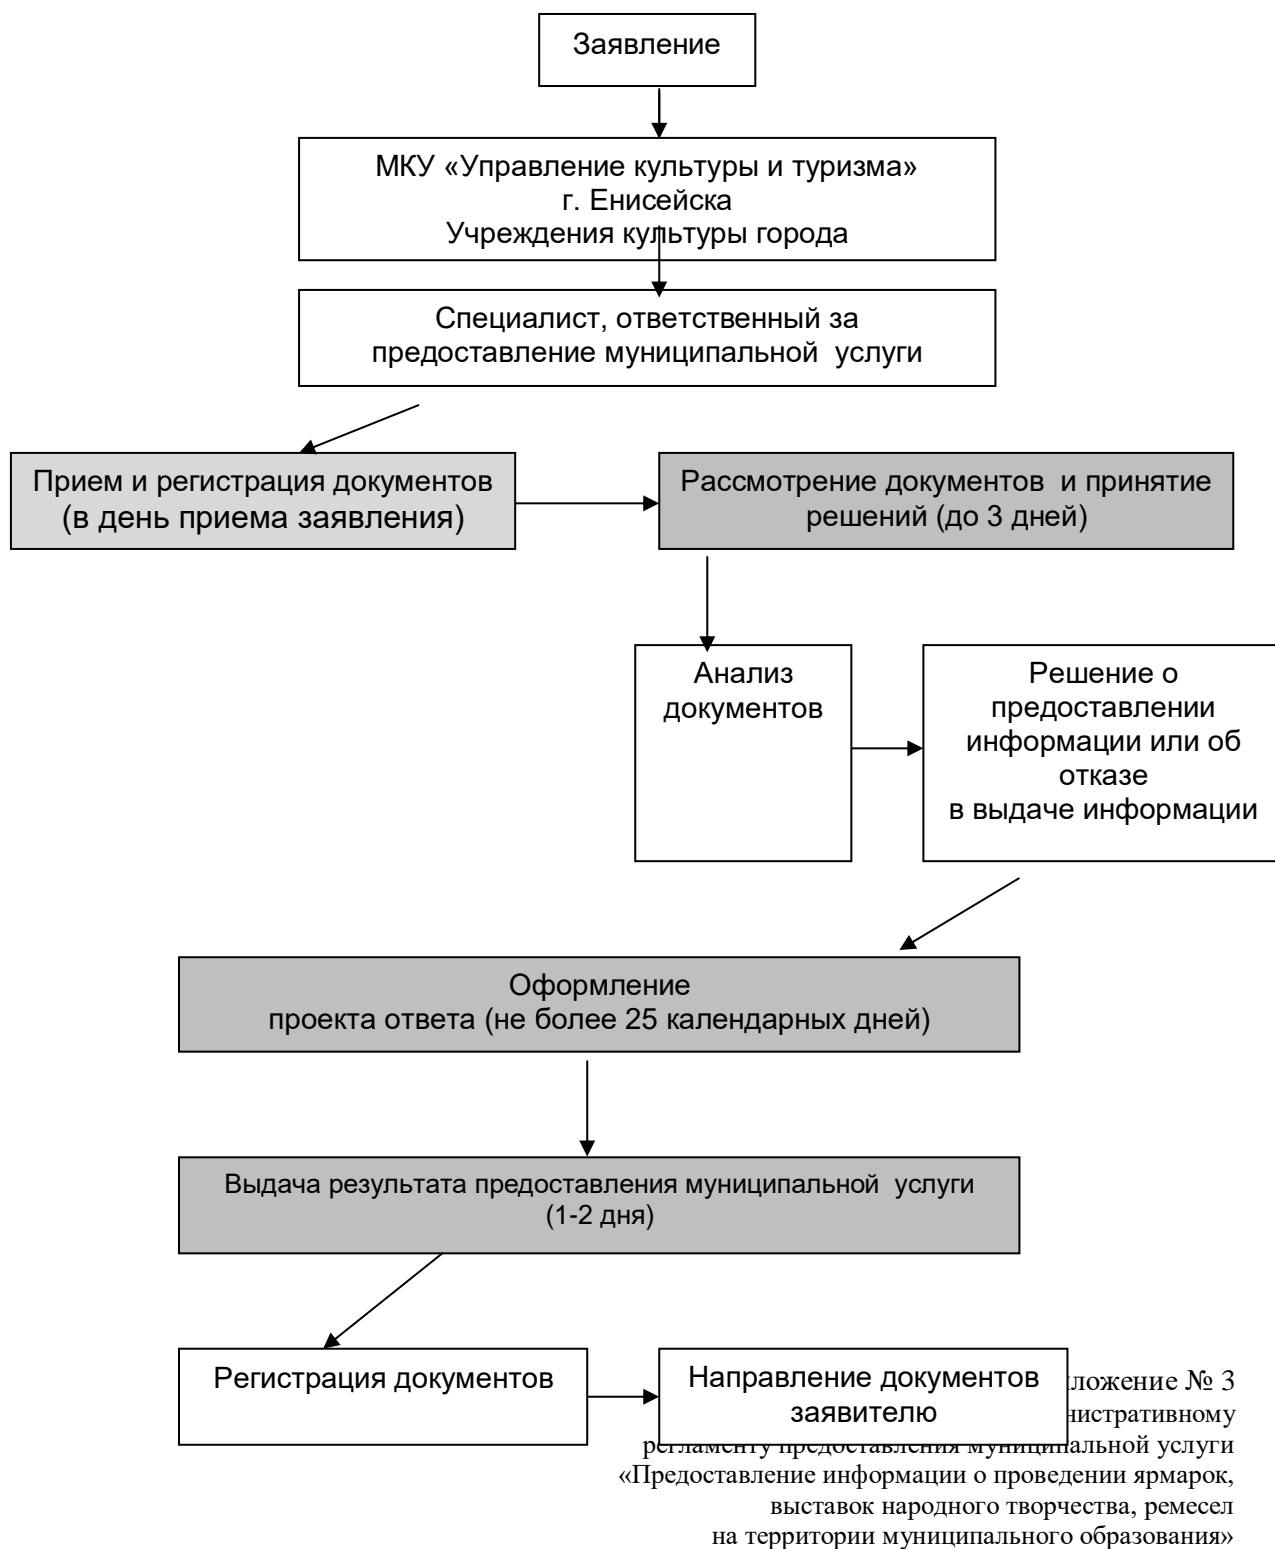 Заявление
МКУ «Управление культуры и туризма»
г. Енисейска
Учреждения культуры города
Специалист, ответственный за
предоставление муниципальной услуги
Прием и регистрация документов
(в день приема заявления)
Рассмотрение документов и принятие
решений (до 3 дней)
Анализ
документов
Решение о
предоставлении
информации или об
отказе
в выдаче информации
Оформление
проекта ответа (не более 25 календарных дней)
Выдача результата предоставления муниципальной услуги
(1-2 дня)
Регистрация документов
Направление документов
заявителю
ложение № 3
нистративному
регламенту предоставления муниципальной услуги
«Предоставление информации о проведении ярмарок,
выставок народного творчества, ремесел
на территории муниципального образования»